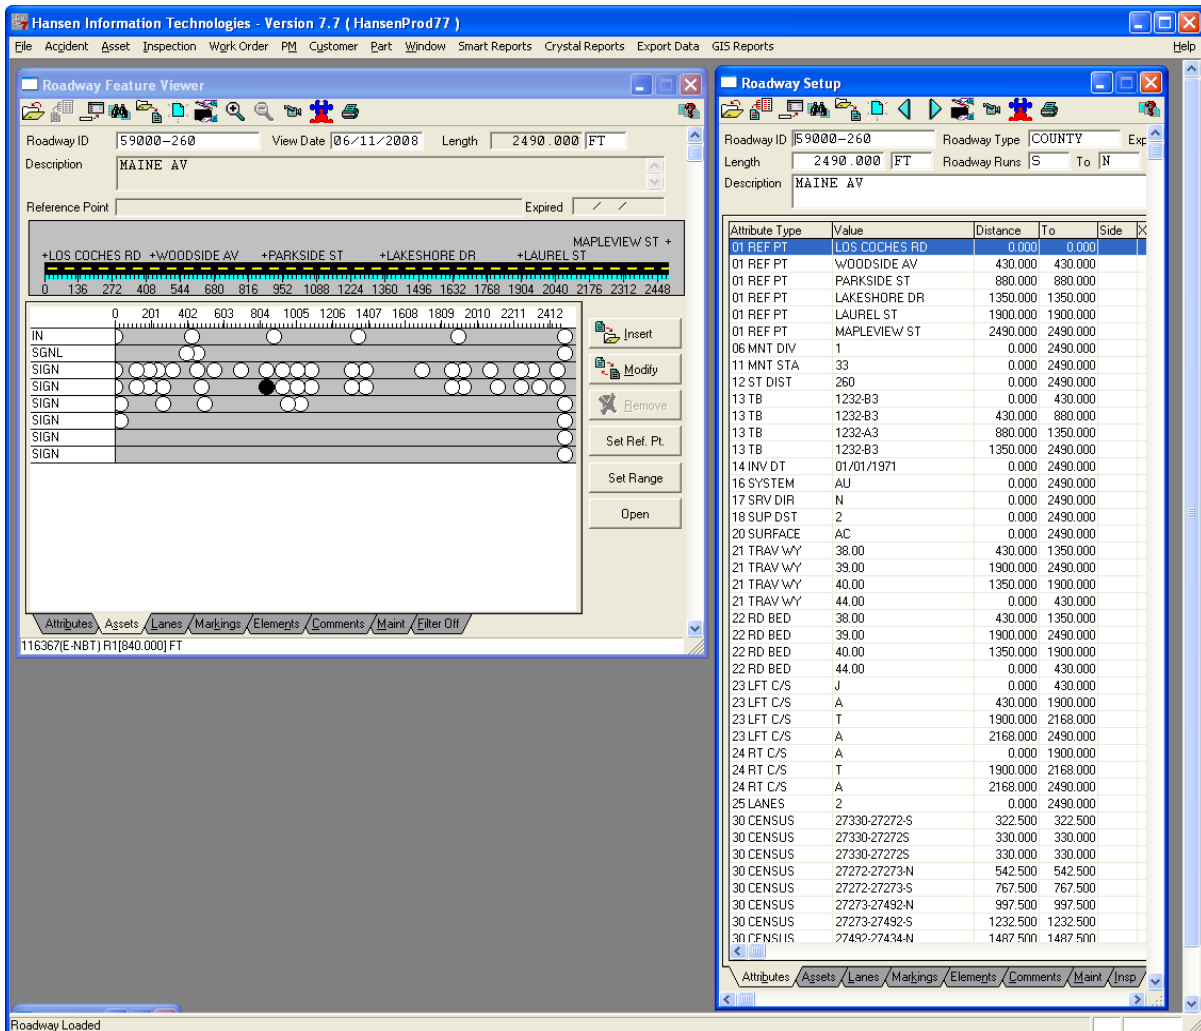 Hansen Information Technologies - Version 7.7 ( HansenProd77 )
File Accident Asset Inspection Work Order PM Customer Part Window Smart Reports Crystal Reports Export Data GIS Reports Help
Roadway Feature Viewer
Roadway ID 59000-260 View Date 06/11/2008 Length 2490.000 FT
Description MAINE AV
Reference Point Expired / /
MAPLEVIEW ST +
+LOS COCHES RD +WOODSIDE AV +PARKSIDE ST +LAKESHORE DR +LAUREL ST
0 136 272 408 544 680 816 952 1088 1224 1360 1496 1632 1768 1904 2040 2176 2312 2448
0 201 402 603 804 1005 1206 1407 1608 1809 2010 2211 2412
IN
SGNL
SIGN
SIGN
SIGN
SIGN
SIGN
SIGN
Insert
Modify
Remove
Set Ref. Pt.
Set Range
Open
Attributes Assets Lanes Markings Elements Comments Maint Filter Off
116367(E-NBT) R1[840.000] FT
Roadway Setup
Roadway ID 59000-260 Roadway Type COUNTY Exp
Length 2490.000 FT Roadway Runs S To N
Description MAINE AV
Attribute Type Value Distance To Side X
01 REF PT LOS COCHES RD 0.000 0.000
01 REF PT WOODSIDE AV 430.000 430.000
01 REF PT PARKSIDE ST 880.000 880.000
01 REF PT LAKESHORE DR 1350.000 1350.000
01 REF PT LAUREL ST 1900.000 1900.000
01 REF PT MAPLEVIEW ST 2490.000 2490.000
06 MNT DIV 1 0.000 2490.000
11 MNT STA 33 0.000 2490.000
12 ST DIST 260 0.000 2490.000
13 TB 1232-B3 0.000 430.000
13 TB 1232-B3 430.000 880.000
13 TB 1232-A3 880.000 1350.000
13 TB 1232-B3 1350.000 2490.000
14 INV DT 01/01/1971 0.000 2490.000
16 SYSTEM AU 0.000 2490.000
17 SRV DIR N 0.000 2490.000
18 SUP DST 2 0.000 2490.000
20 SURFACE AC 0.000 2490.000
21 TRAV WY 38.00 430.000 1350.000
21 TRAV WY 39.00 1900.000 2490.000
21 TRAV WY 40.00 1350.000 1900.000
21 TRAV WY 44.00 0.000 430.000
22 RD BED 38.00 430.000 1350.000
22 RD BED 39.00 1900.000 2490.000
22 RD BED 40.00 1350.000 1900.000
22 RD BED 44.00 0.000 430.000
23 LFT C/S J 0.000 430.000
23 LFT C/S A 430.000 1900.000
23 LFT C/S T 1900.000 2168.000
23 LFT C/S A 2168.000 2490.000
24 RT C/S A 0.000 1900.000
24 RT C/S T 1900.000 2168.000
24 RT C/S A 2168.000 2490.000
25 LANES 2 0.000 2490.000
30 CENSUS 27330-27272-S 322.500 322.500
30 CENSUS 27330-27272S 330.000 330.000
30 CENSUS 27330-27272S 330.000 330.000
30 CENSUS 27272-27273-N 542.500 542.500
30 CENSUS 27272-27273-S 767.500 767.500
30 CENSUS 27273-27492-N 997.500 997.500
30 CENSUS 27273-27492-S 1232.500 1232.500
30 CENSUS 27492-27434-N 1487.500 1487.500
Attributes Assets Lanes Markings Elements Comments Maint Insp
Roadway Loaded